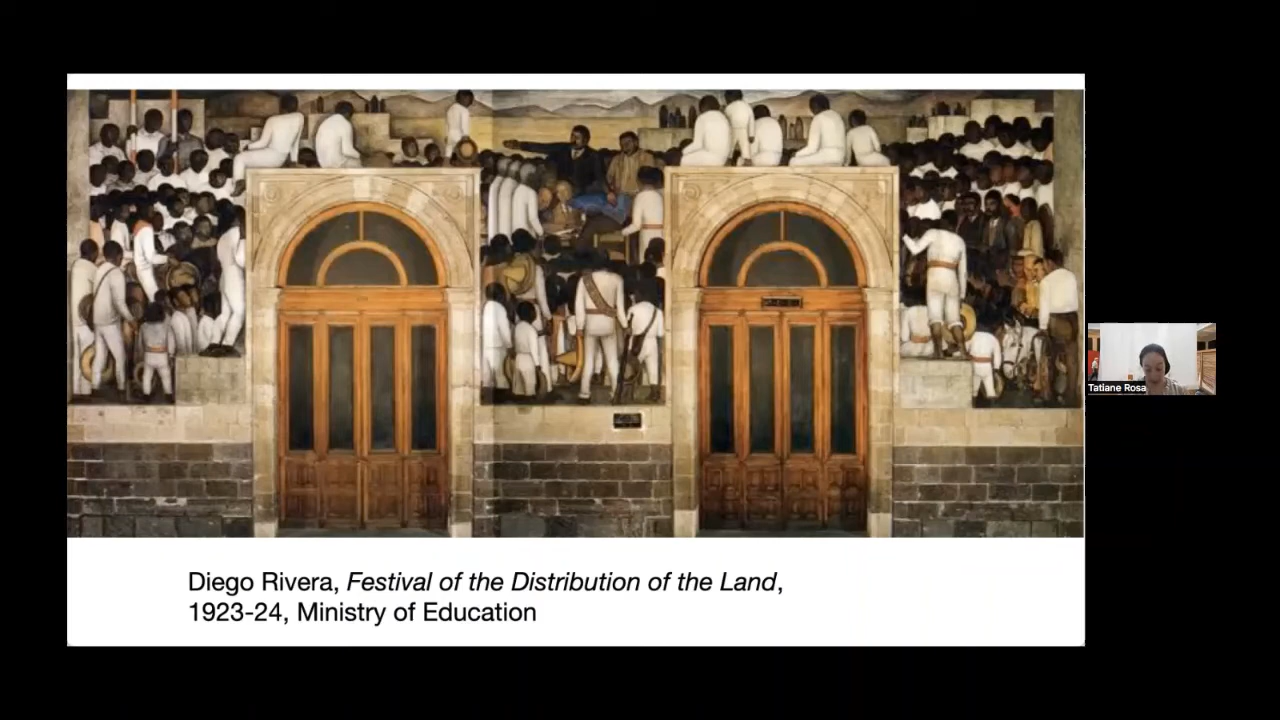 Diego Rivera, Festival of the Distribution of the Land,
1923-24, Ministry of Education
Tatiane Rosa